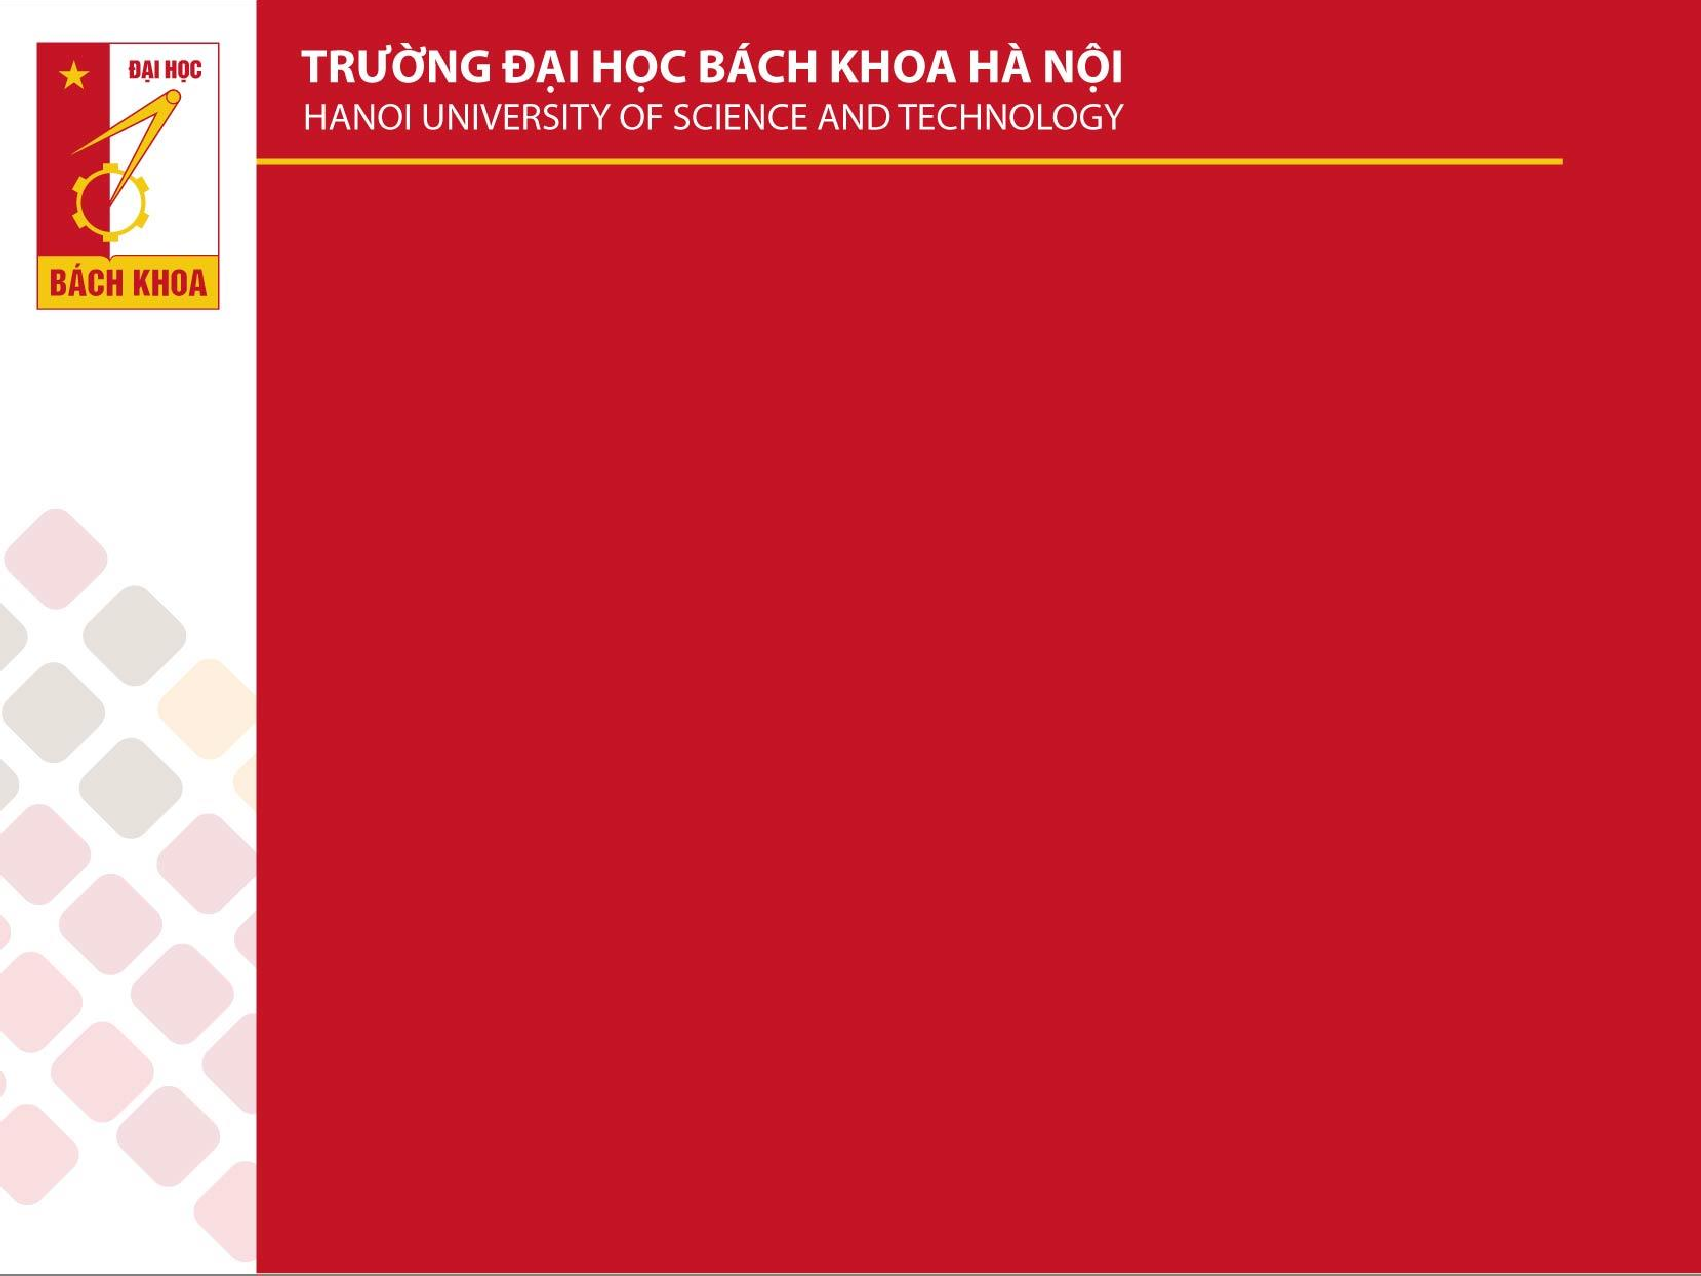 ĐẠI HỌC
BÁCH KHOA
TRƯỜNG ĐẠI HỌC BÁCH KHOA HÀ NỘI
HANOI UNIVERSITY OF SCIENCE AND TECHNOLOGY